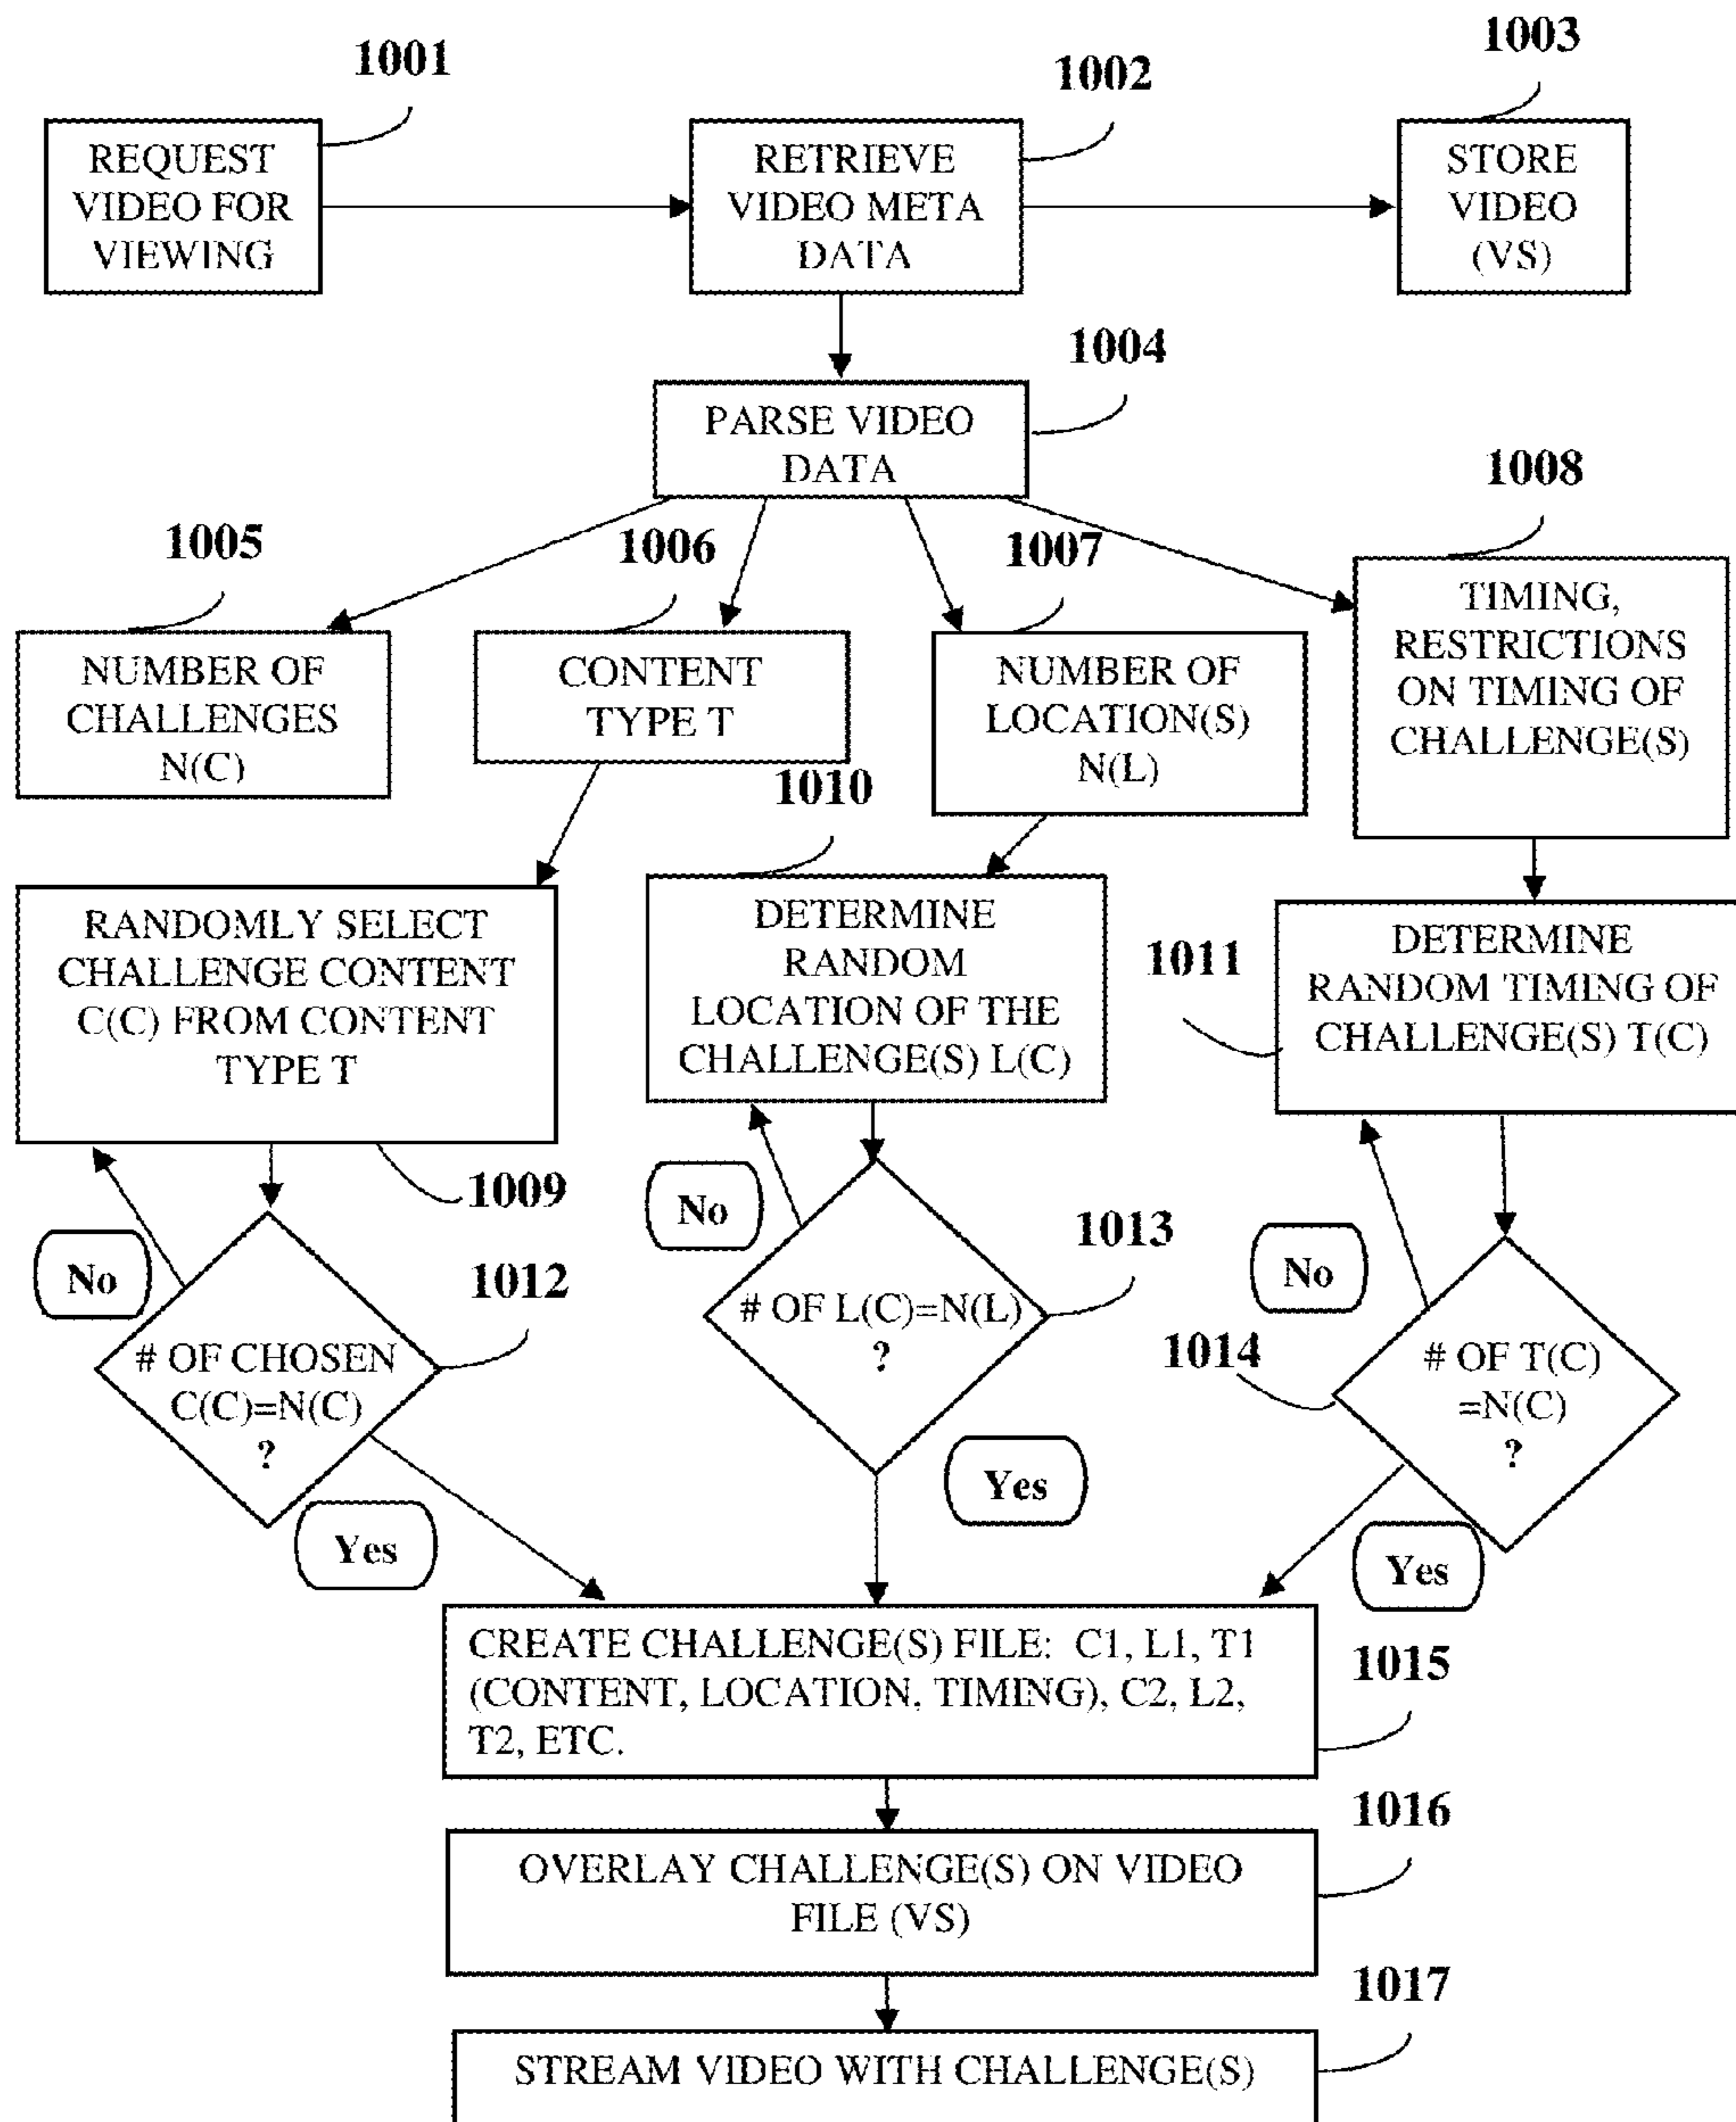 1001
1002
1003
REQUEST
VIDEO FOR
VIEWING
RETRIEVE
VIDEO META
DATA
STORE
VIDEO
(VS)
1004
PARSE VIDEO
DATA
1005
1006
1007
1008
NUMBER OF
CHALLENGES
N(C)
CONTENT
TYPE T
NUMBER OF
LOCATION(S)
N(L)
TIMING,
RESTRICTIONS
ON TIMING OF
CHALLENGE(S)
1010
RANDOMLY SELECT
CHALLENGE CONTENT
C(C) FROM CONTENT
TYPE T
DETERMINE
RANDOM
LOCATION OF THE
CHALLENGE(S) L(C)
1011
DETERMINE
RANDOM TIMING OF
CHALLENGE(S) T(C)
1009
No
No
No
1012
1013
1014
# OF CHOSEN
C(C)=N(C)
?
# OF L(C)=N(L)
?
# OF T(C)
=N(C)
?
Yes
Yes
Yes
CREATE CHALLENGE(S) FILE: C1, L1, T1
(CONTENT, LOCATION, TIMING), C2, L2,
T2, ETC.
1015
1016
OVERLAY CHALLENGE(S) ON VIDEO
FILE (VS)
1017
STREAM VIDEO WITH CHALLENGE(S)